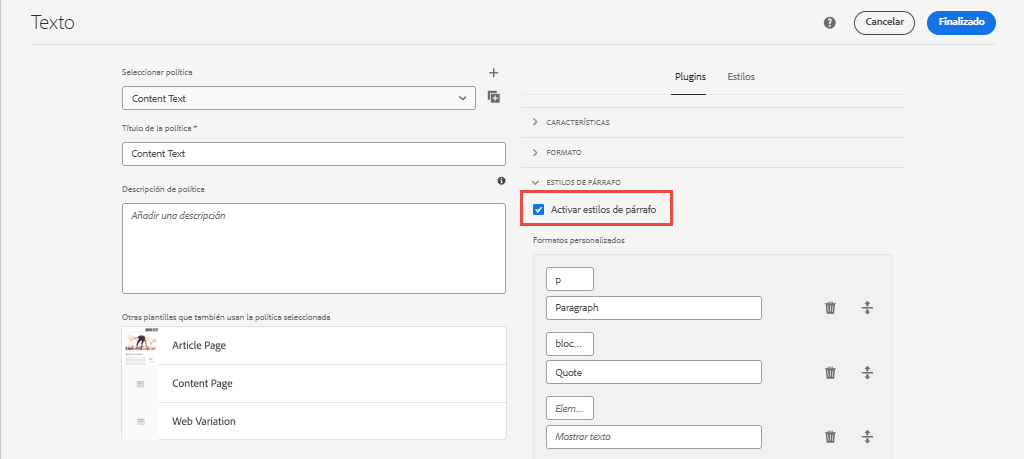 Texto
Cancelar
Finalizado
Seleccionar política
Content Text
Título de la política *
Content Text
Descripción de política
Añadir una descripción
Otras plantillas que también usan la política seleccionada
Article Page
Content Page
Web Variation
Plugins
Estilos
CARACTERÍSTICAS
FORMATO
ESTILOS DE PÁRRAFO
Activar estilos de párrafo
Formatos personalizados
p
Paragraph
bloc...
Quote
Elem...
Mostrar texto